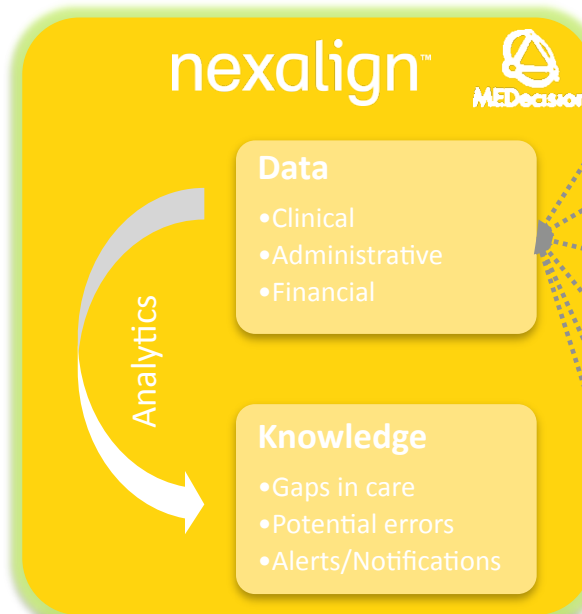 nexalign™
MEDecision
Data
•Clinical
•Administrative
•Financial
Analytics
Knowledge
•Gaps in care
•Potential errors
•Alerts/Notifications